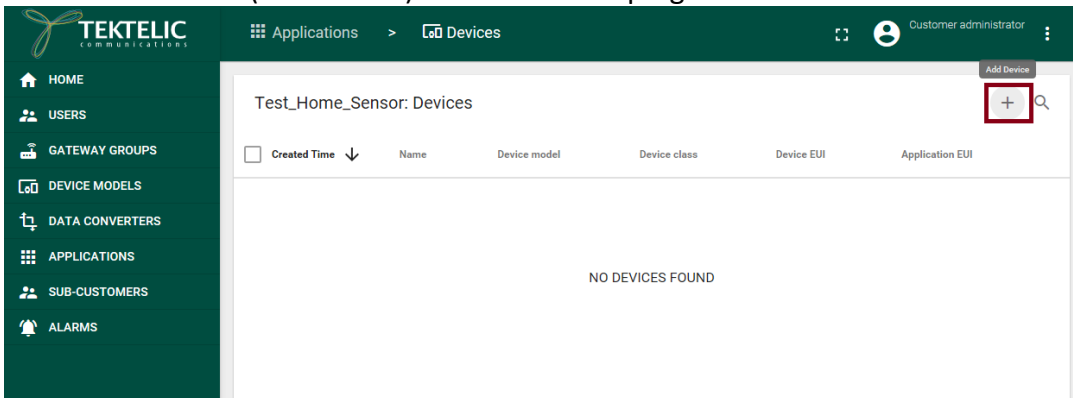 TEKTELIC
communications
Applications > Devices
Customer administrator
HOME
USERS
GATEWAY GROUPS
DEVICE MODELS
DATA CONVERTERS
APPLICATIONS
SUB-CUSTOMERS
ALARMS
Add Device
Test_Home_Sensor: Devices
Created Time Name Device model Device class Device EUI Application EUI
NO DEVICES FOUND